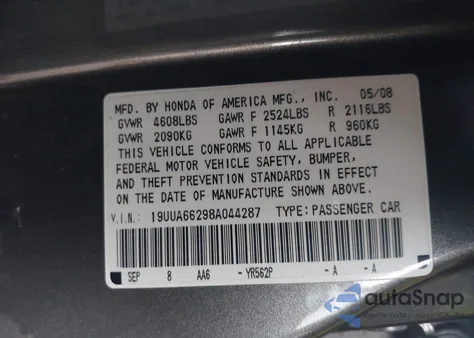 MFD. BY HONDA OF AMERICA MFG., INC. 05/08
GVWR 4608LBS GAWR F 2524LBS R 2116LBS
GVWR 2090KG GAWR F 1145KG R 960KG
THIS VEHICLE CONFORMS TO ALL APPLICABLE
FEDERAL MOTOR VEHICLE SAFETY, BUMPER,
AND THEFT PREVENTION STANDARDS IN EFFECT
ON THE DATE OF MANUFACTURE SHOWN ABOVE.
V.I.N. 19UUA66298A044287 TYPE: PASSENGER CAR
SEP 8 AA6 -YR562P -A -A
autoSnap